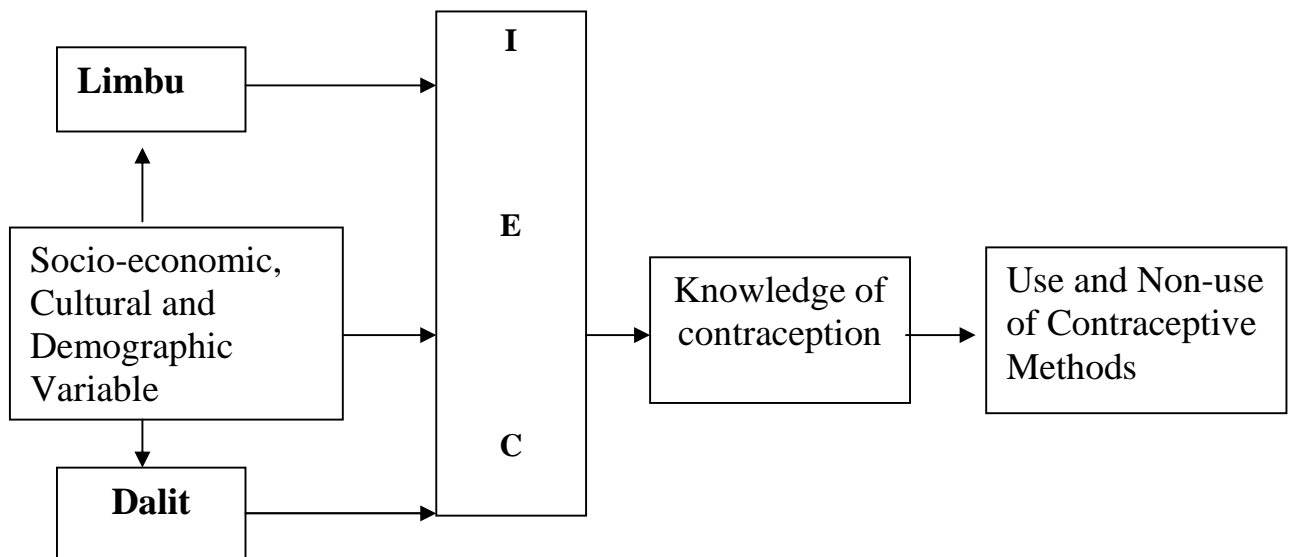 Limbu
Socio-economic,
Cultural and
Demographic
Variable
Dalit
I
E
C
Knowledge of
contraception
Use and Non-use
of Contraceptive
Methods